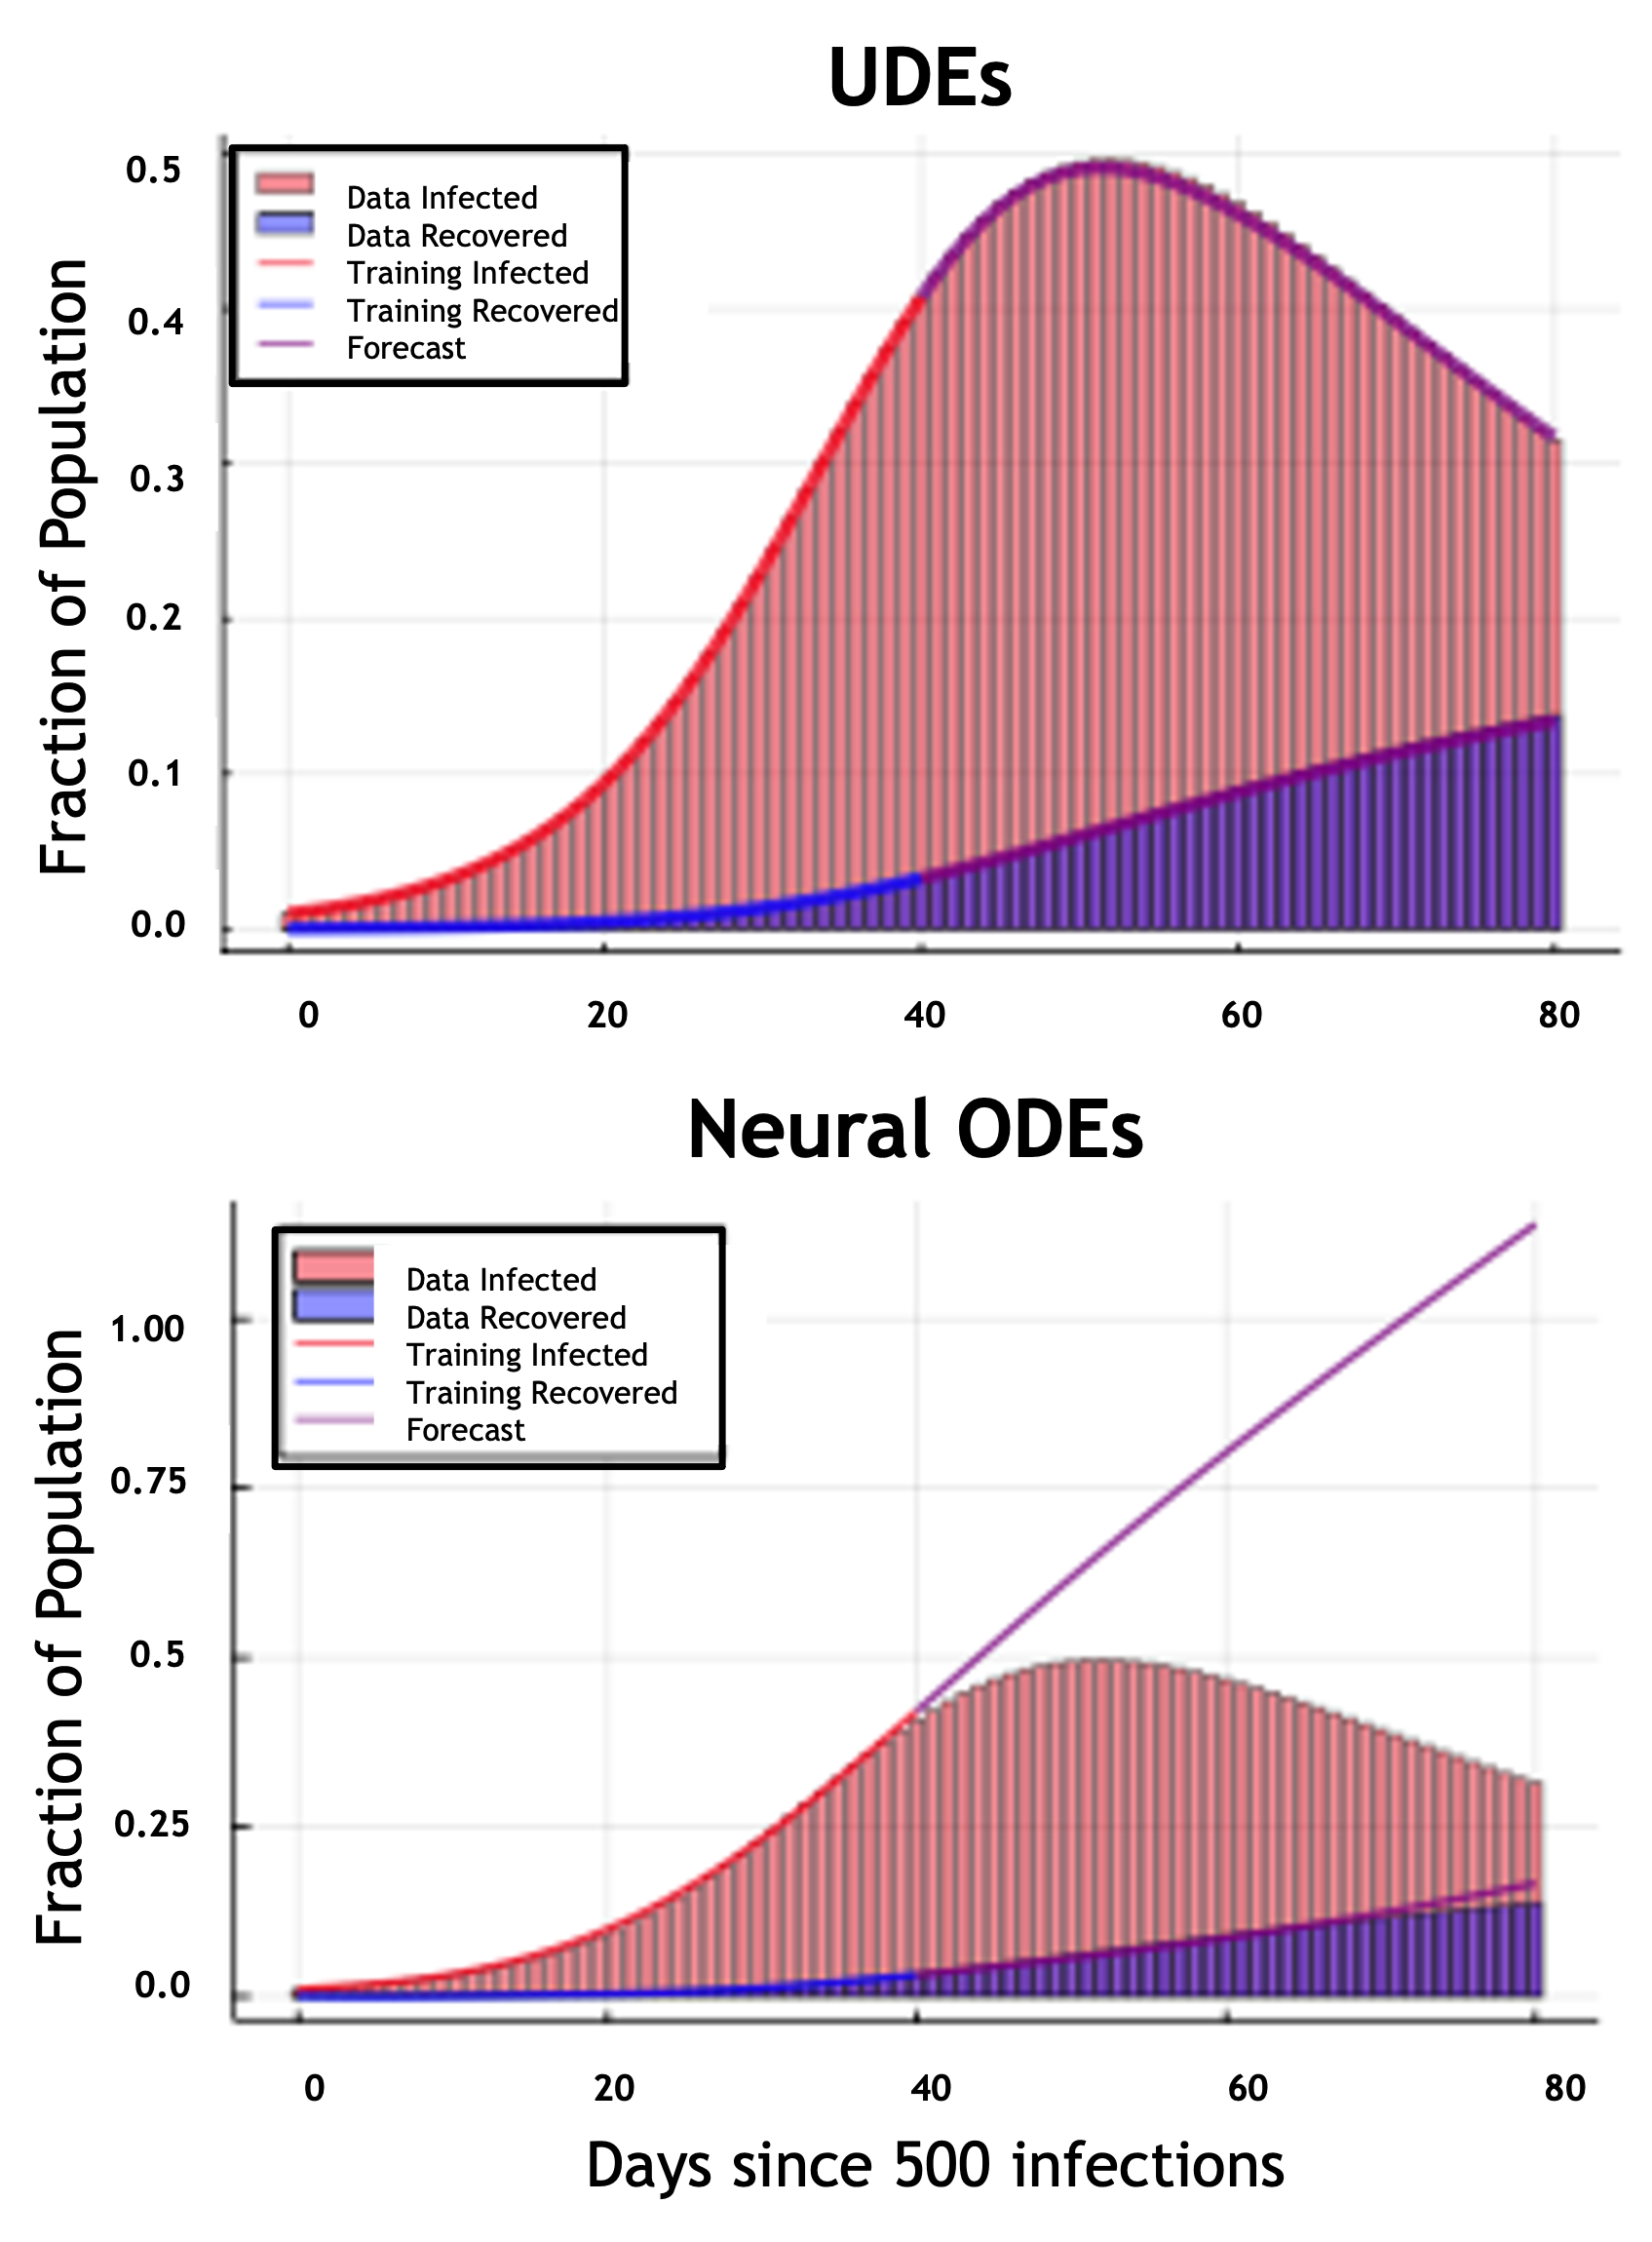 UDEs
Fraction of Population
0.5
0.4
0.3
0.2
0.1
0.0
Data Infected
Data Recovered
Training Infected
Training Recovered
Forecast
0 20 40 60 80
Neural ODEs
Fraction of Population
1.00
0.75
0.5
0.25
0.0
Data Infected
Data Recovered
Training Infected
Training Recovered
Forecast
0 20 40 60 80
Days since 500 infections